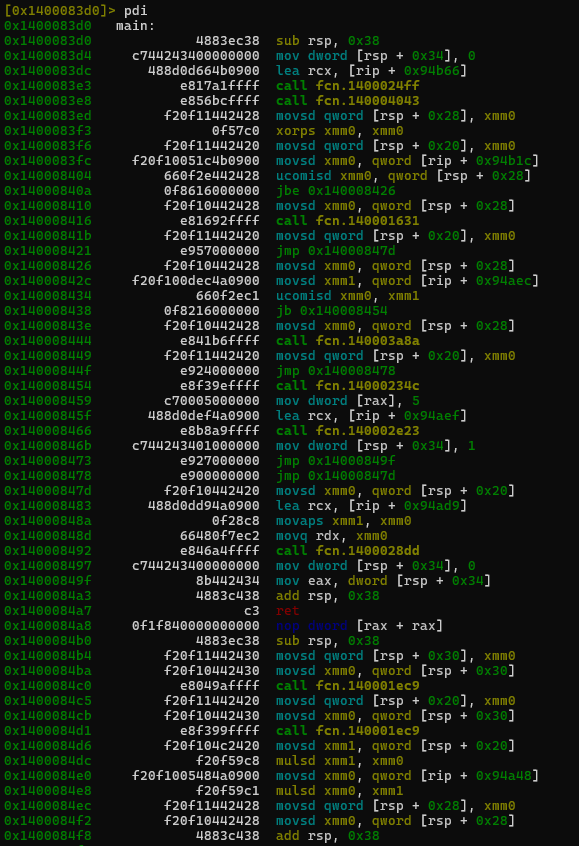 [0x1400083d0]> pdi
0x1400083d0   main:
0x1400083d0                4883ec38  sub rsp, 0x38
0x1400083d4        c744243400000000  mov dword [rsp + 0x34], 0
0x1400083dc          488d0d664b0900  lea rcx, [rip + 0x94b66]
0x1400083e3              e817a1ffff  call fcn.1400024ff
0x1400083e8              e856bcffff  call fcn.140004043
0x1400083ed            f20f11442428  movsd qword [rsp + 0x28], xmm0
0x1400083f3                  0f57c0  xorps xmm0, xmm0
0x1400083f6            f20f11442420  movsd qword [rsp + 0x20], xmm0
0x1400083fc        f20f10051c4b0900  movsd xmm0, qword [rip + 0x94b1c]
0x140008404            660f2e442428  ucomisd xmm0, qword [rsp + 0x28]
0x14000840a            0f8616000000  jbe 0x140008426
0x140008410            f20f10442428  movsd xmm0, qword [rsp + 0x28]
0x140008416              e81692ffff  call fcn.140001631
0x14000841b            f20f11442420  movsd qword [rsp + 0x20], xmm0
0x140008421              e957000000  jmp 0x14000847d
0x140008426            f20f10442428  movsd xmm0, qword [rsp + 0x28]
0x14000842c        f20f100dec4a0900  movsd xmm1, qword [rip + 0x94aec]
0x140008434                660f2ec1  ucomisd xmm0, xmm1
0x140008438            0f8216000000  jb 0x140008454
0x14000843e            f20f10442428  movsd xmm0, qword [rsp + 0x28]
0x140008444              e841b6ffff  call fcn.140003a8a
0x140008449            f20f11442420  movsd qword [rsp + 0x20], xmm0
0x14000844f              e924000000  jmp 0x140008478
0x140008454              e8f39effff  call fcn.14000234c
0x140008459            c70005000000  mov dword [rax], 5
0x14000845f          488d0def4a0900  lea rcx, [rip + 0x94aef]
0x140008466              e8b8a9ffff  call fcn.140002e23
0x14000846b        c744243401000000  mov dword [rsp + 0x34], 1
0x140008473              e927000000  jmp 0x14000849f
0x140008478              e900000000  jmp 0x14000847d
0x14000847d            f20f10442420  movsd xmm0, qword [rsp + 0x20]
0x140008483          488d0dd94a0900  lea rcx, [rip + 0x94ad9]
0x14000848a                  0f28c8  movaps xmm1, xmm0
0x14000848d              66480f7ec2  movq rdx, xmm0
0x140008492              e846a4ffff  call fcn.1400028dd
0x140008497        c744243400000000  mov dword [rsp + 0x34], 0
0x14000849f                8b442434  mov eax, dword [rsp + 0x34]
0x1400084a3                4883c438  add rsp, 0x38
0x1400084a7                      c3  ret
0x1400084a8        0f1f840000000000  nop dword [rax + rax]
0x1400084b0                4883ec38  sub rsp, 0x38
0x1400084b4            f20f11442430  movsd qword [rsp + 0x30], xmm0
0x1400084ba            f20f10442430  movsd xmm0, qword [rsp + 0x30]
0x1400084c0              e8049affff  call fcn.140001ec9
0x1400084c5            f20f11442420  movsd qword [rsp + 0x20], xmm0
0x1400084cb            f20f10442430  movsd xmm0, qword [rsp + 0x30]
0x1400084d1              e8f399ffff  call fcn.140001ec9
0x1400084d6            f20f104c2420  movsd xmm1, qword [rsp + 0x20]
0x1400084dc                f20f59c8  mulsd xmm1, xmm0
0x1400084e0        f20f1005484a0900  movsd xmm0, qword [rip + 0x94a48]
0x1400084e8                f20f59c1  mulsd xmm0, xmm1
0x1400084ec            f20f11442428  movsd qword [rsp + 0x28], xmm0
0x1400084f2            f20f10442428  movsd xmm0, qword [rsp + 0x28]
0x1400084f8                4883c438  add rsp, 0x38